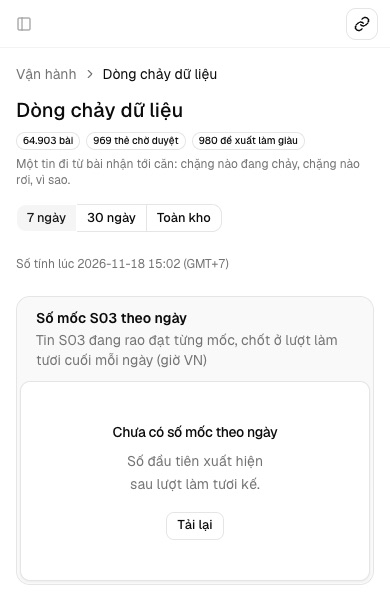 Vận hành > Dòng chảy dữ liệu
Dòng chảy dữ liệu
64.903 bài 969 thẻ chờ duyệt 980 đề xuất làm giàu
Một tin đi từ bài nhận tới căn: chặng nào đang chảy, chặng nào
rơi, vì sao.
7 ngày 30 ngày Toàn kho
Số tính lúc 2026-11-18 15:02 (GMT+7)
Số mốc S03 theo ngày
Tin S03 đang rao đạt từng mốc, chốt ở lượt làm
tươi cuối mỗi ngày (giờ VN)
Chưa có số mốc theo ngày
Số đầu tiên xuất hiện
sau lượt làm tươi kế.
Tải lại